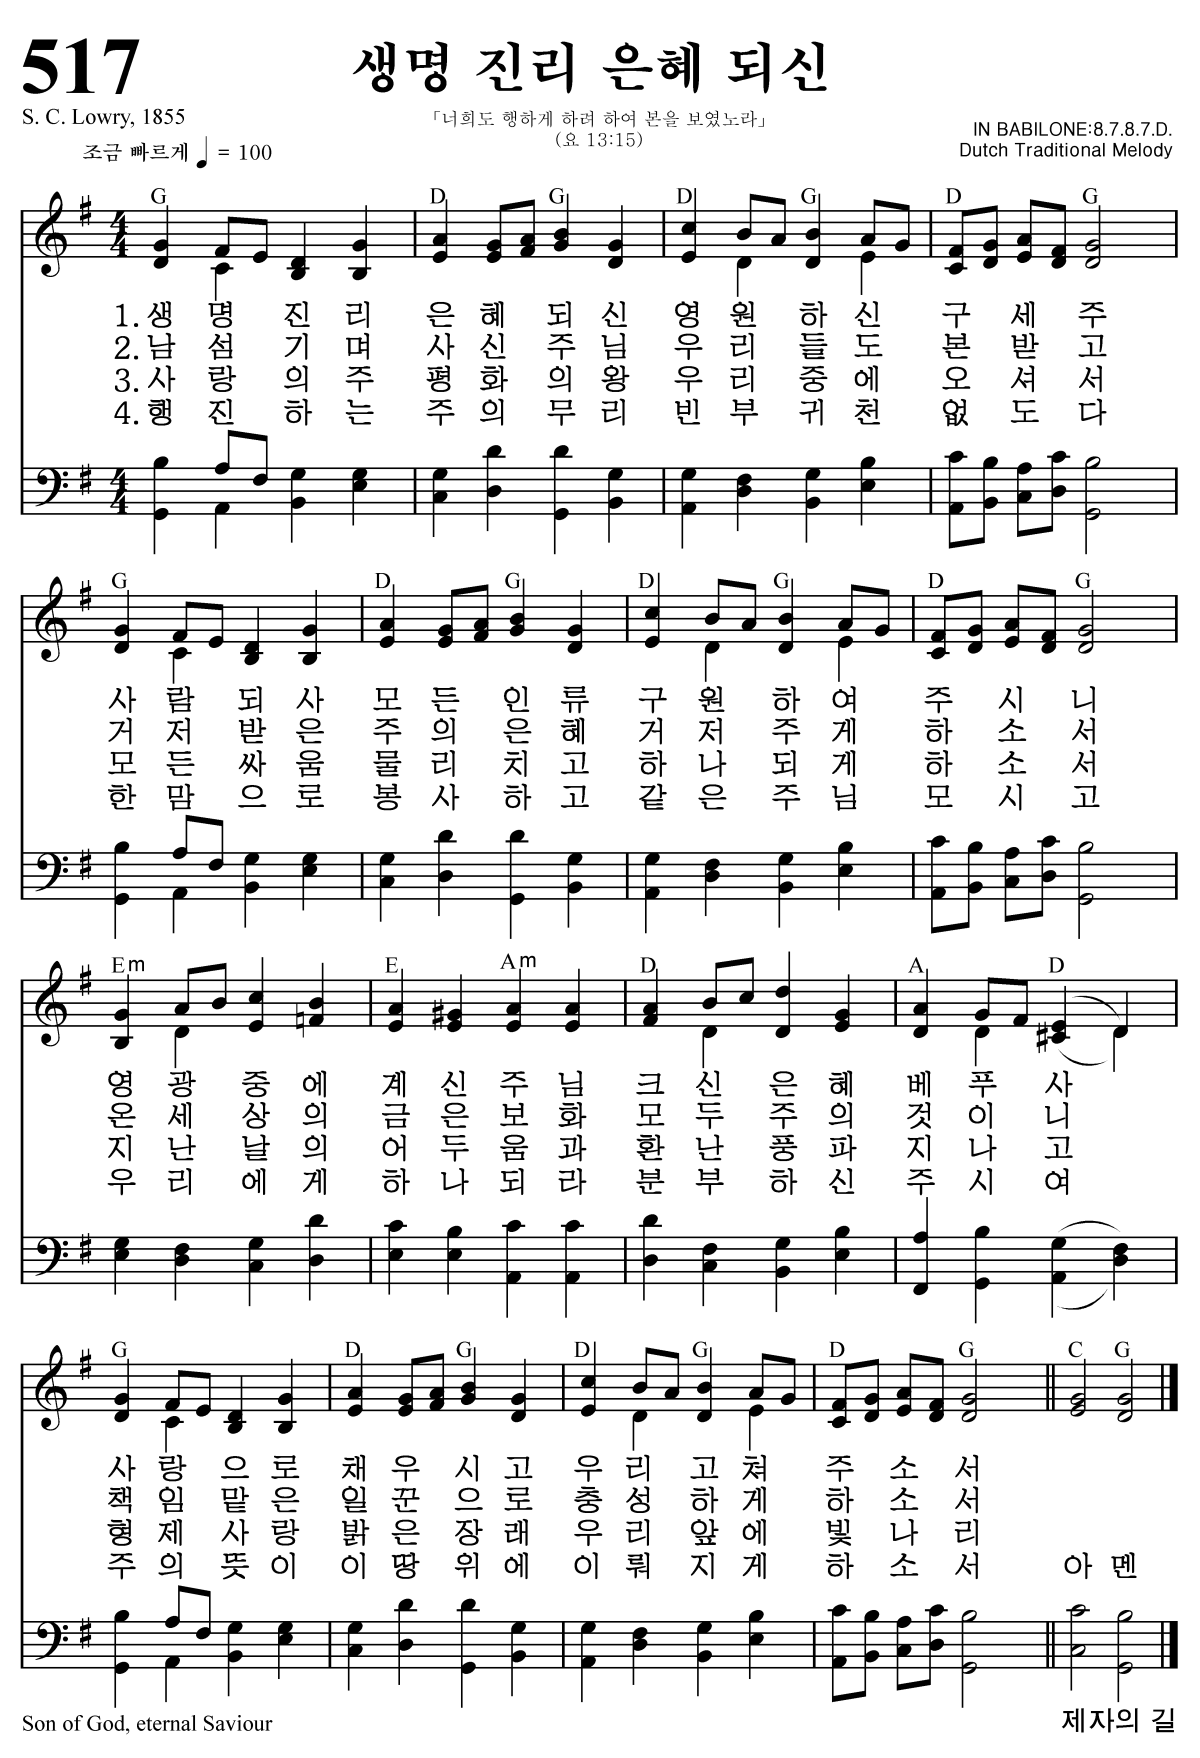 517
생명 진리 은혜 되신
S. C. Lowry, 1855
「너희도 행하게 하려 하여 본을 보였노라」
(요 13:15)
IN BABILONE:8.7.8.7.D.
Dutch Traditional Melody
조금 빠르게 ♩ = 100
G D G D G D G
1.생 명 진 리 은 혜 되 신 영 원 하 신 구 세 주
2.남 섬 기 며 사 신 주 님 우 리 들 도 본 받 고
3.사 랑 의 주 평 화 의 왕 우 리 중 에 오 셔 서
4.행 진 하 는 주 의 무 리 빈 부 귀 천 없 도 다
G D G D G D G
사 람 되 사 모 든 인 류 구 원 하 여 주 시 니
거 저 받 은 주 의 은 혜 거 저 주 게 하 소 서
모 든 싸 움 물 리 치 고 하 나 되 게 하 소 서
한 맘 으 로 봉 사 하 고 같 은 주 님 모 시 고
Em E Am D A D
영 광 중 에 계 신 주 님 크 신 은 혜 베 푸 사
온 세 상 의 금 은 보 화 모 두 주 의 것 이 니
지 난 날 의 어 두 움 과 환 난 풍 파 지 나 고
우 리 에 게 하 나 되 라 분 부 하 신 주 시 여
G D G D G D G C G
사 랑 으 로 채 우 시 고 우 리 고 쳐 주 소 서
책 임 맡 은 일 꾼 으 로 충 성 하 게 하 소 서
형 제 사 랑 밝 은 장 래 우 리 앞 에 빛 나 리
주 의 뜻 이 이 땅 위 에 이 뤄 지 게 하 소 서 아 멘
Son of God, eternal Saviour
제자의 길